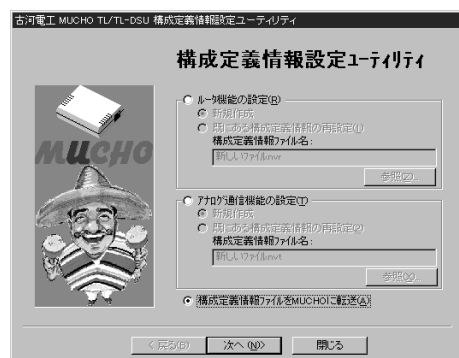 古河電工 MUCHO TL/TL-DSU 構成定義情報設定ユーティリティ
構成定義情報設定ユーティリティ
MUCHO
ルータ機能の設定(R)
新規作成
既にある構成定義情報の再設定(I)
構成定義情報ファイル名:
新しいファイル.nwr
参照(Z)...
アナログ通信機能の設定(T)
新規作成
既にある構成定義情報の再設定(P)
構成定義情報ファイル名:
新しいファイル.nwt
参照(X)...
構成定義情報ファイルをMUCHOに転送(A)
< 戻る(B)
次へ(N)>
閉じる